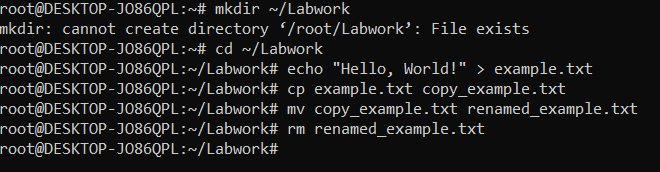 root@DESKTOP-JO86QPL:~# mkdir ~/Labwork
mkdir: cannot create directory ‘/root/Labwork’: File exists
root@DESKTOP-JO86QPL:~# cd ~/Labwork
root@DESKTOP-JO86QPL:~/Labwork# echo "Hello, World!" > example.txt
root@DESKTOP-JO86QPL:~/Labwork# cp example.txt copy_example.txt
root@DESKTOP-JO86QPL:~/Labwork# mv copy_example.txt renamed_example.txt
root@DESKTOP-JO86QPL:~/Labwork# rm renamed_example.txt
root@DESKTOP-JO86QPL:~/Labwork#